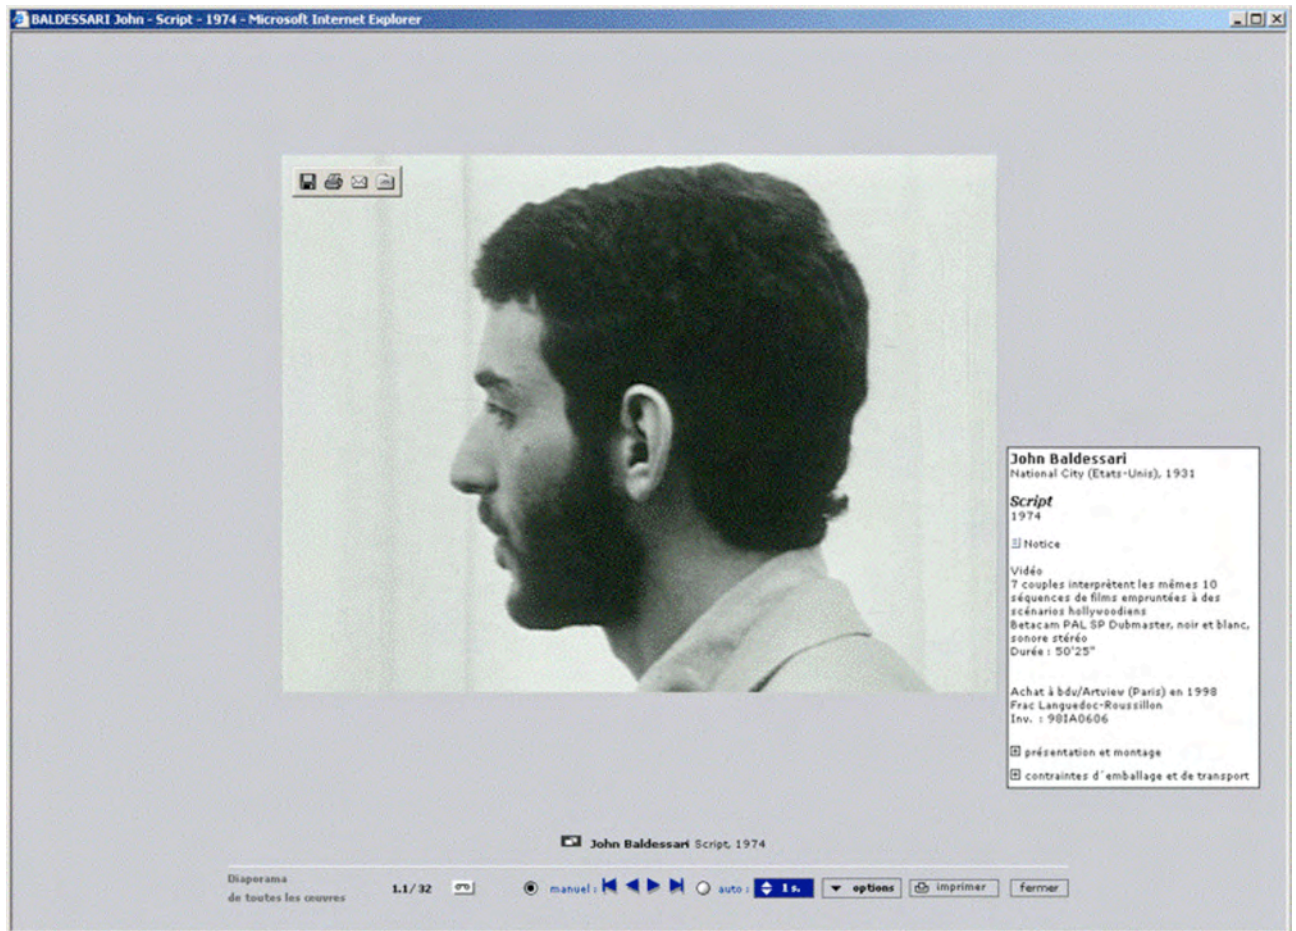 BALDESSARI John - Script - 1974 - Microsoft Internet Explorer
John Baldessari
National City (Etats-Unis), 1931
Script
1974
Notice
Vidéo
7 couples interprètent les mêmes 10
séquences de films empruntées à des
scénarios hollywoodiens
Betacam PAL SP Dubmaster, noir et blanc,
sonore stéréo
Durée : 50'25"
Achat à bdv/Artview (Paris) en 1998
Frac Languedoc-Roussillon
Inv. : 98IA0606
présentation et montage
contraintes d´emballage et de transport
John Baldessari Script, 1974
Diaporama
de toutes les œuvres
1.1/ 32
manuel :
auto :
1 s.
options
imprimer
fermer